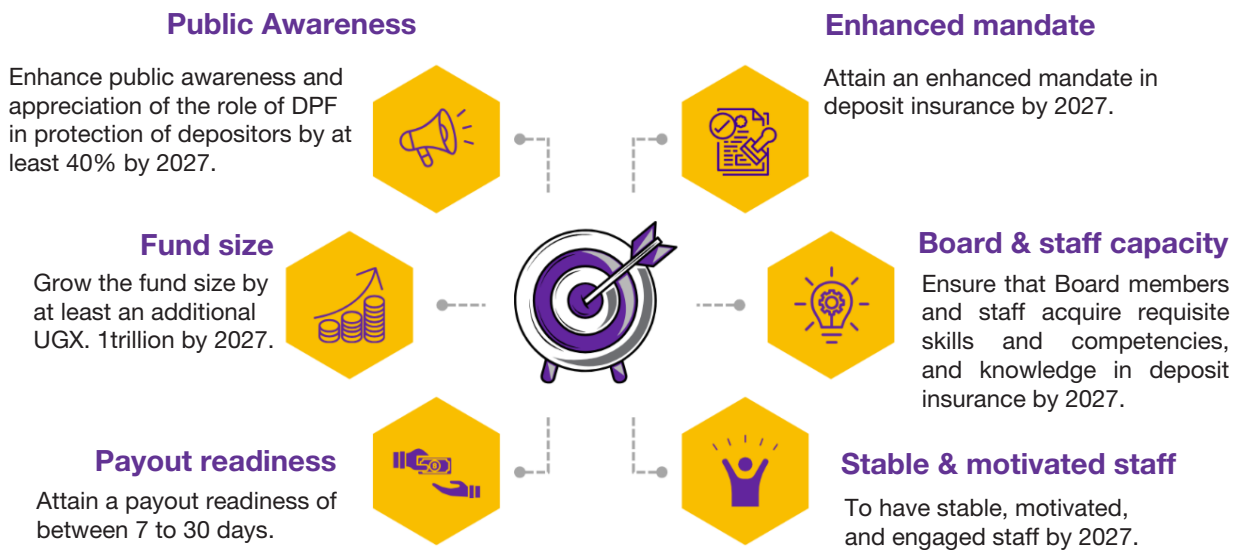 Public Awareness
Enhance public awareness and
appreciation of the role of DPF
in protection of depositors by at
least 40% by 2027.
Enhanced mandate
Attain an enhanced mandate in
deposit insurance by 2027.
Fund size
Grow the fund size by
at least an additional
UGX. 1trillion by 2027.
Board & staff capacity
Ensure that Board members
and staff acquire requisite
skills and competencies,
and knowledge in deposit
insurance by 2027.
Payout readiness
Attain a payout readiness of
between 7 to 30 days.
Stable & motivated staff
To have stable, motivated,
and engaged staff by 2027.